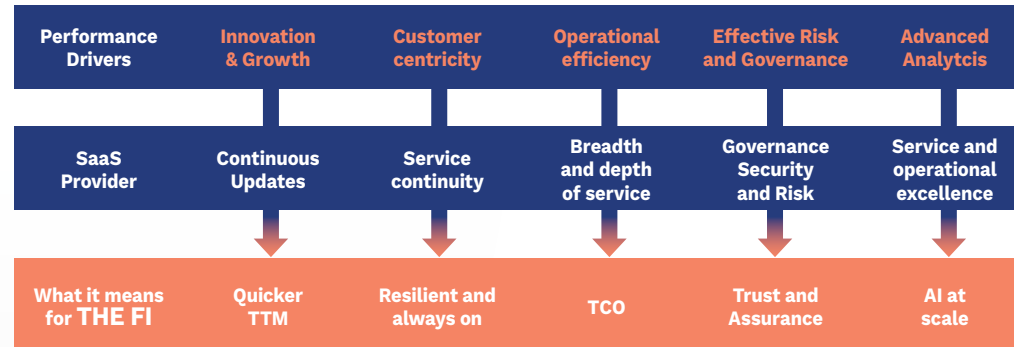 Performance
Drivers
Innovation
& Growth
Customer
centricity
Operational
efficiency
Effective Risk
and Governance
Advanced
Analytcis
SaaS
Provider
Continuous
Updates
Service
continuity
Breadth
and depth
of service
Governance
Security
and Risk
Service and
operational
excellence
What it means
for THE FI
Quicker
TTM
Resilient and
always on
TCO
Trust and
Assurance
AI at
scale